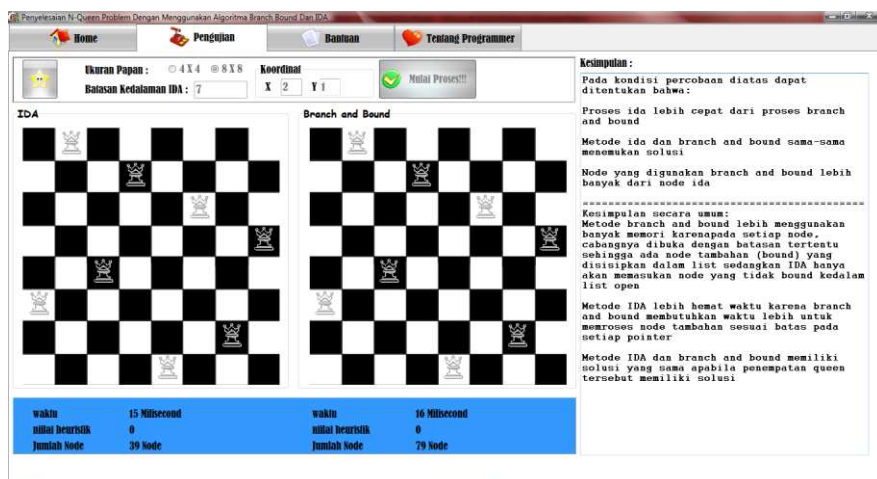 Penyelesaian N-Queen Problem Dengan Menggunakan Algoritma Branch Bound Dan IDA
Home Pengujian Bantuan Tentang Programmer
Ukuran Papan : 4 X 4 8 X 8 Koordinat
Batasan Kedalaman IDA : 7 X 2 Y 1 Mulai Proses!!!
IDA Branch and Bound
waktu 15 Milisecond waktu 16 Milisecond
nilai heuristik 0 nilai heuristik 0
Jumlah Node 39 Node Jumlah Node 79 Node
Kesimpulan :
Pada kondisi percobaan diatas dapat
ditentukan bahwa:
Proses ida lebih cepat dari proses branch
and bound
Metode ida dan branch and bound sama-sama
menemukan solusi
Node yang digunakan branch and bound lebih
banyak dari node ida
============================================
Kesimpulan secara umum:
Metode branch and bound lebih menggunakan
banyak memori karenapada setiap node,
cabangnya dibuka dengan batasan tertentu
sehingga ada node tambahan (bound) yang
disisipkan dalam list sedangkan IDA hanya
akan memasukan node yang tidak bound kedalam
list open
Metode IDA lebih hemat waktu karena branch
and bound membutuhkan waktu lebih untuk
memroses node tambahan sesuai batas pada
setiap pointer
Metode IDA dan branch and bound memiliki
solusi yang sama apabila penempatan queen
tersebut memiliki solusi